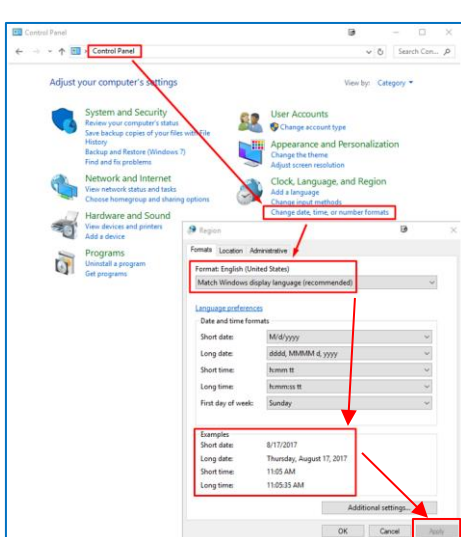 Control Panel
Control Panel
Search Con...
Adjust your computer's settings
View by: Category
System and Security
Review your computer's status
Save backup copies of your files with File
History
Backup and Restore (Windows 7)
Find and fix problems
Network and Internet
View network status and tasks
Choose homegroup and sharing options
Hardware and Sound
View devices and printers
Add a device
Programs
Uninstall a program
Get programs
User Accounts
Change account type
Appearance and Personalization
Change the theme
Adjust screen resolution
Clock, Language, and Region
Add a language
Change input methods
Change date, time, or number formats
Region
Formats Location Administrative
Format: English (United States)
Match Windows display language (recommended)
Language preferences
Date and time formats
Short date: M/d/yyyy
Long date: dddd, MMMM d, yyyy
Short time: h:mm tt
Long time: h:mm:ss tt
First day of week: Sunday
Examples
Short date: 8/17/2017
Long date: Thursday, August 17, 2017
Short time: 11:05 AM
Long time: 11:05:35 AM
Additional settings...
OK Cancel Apply